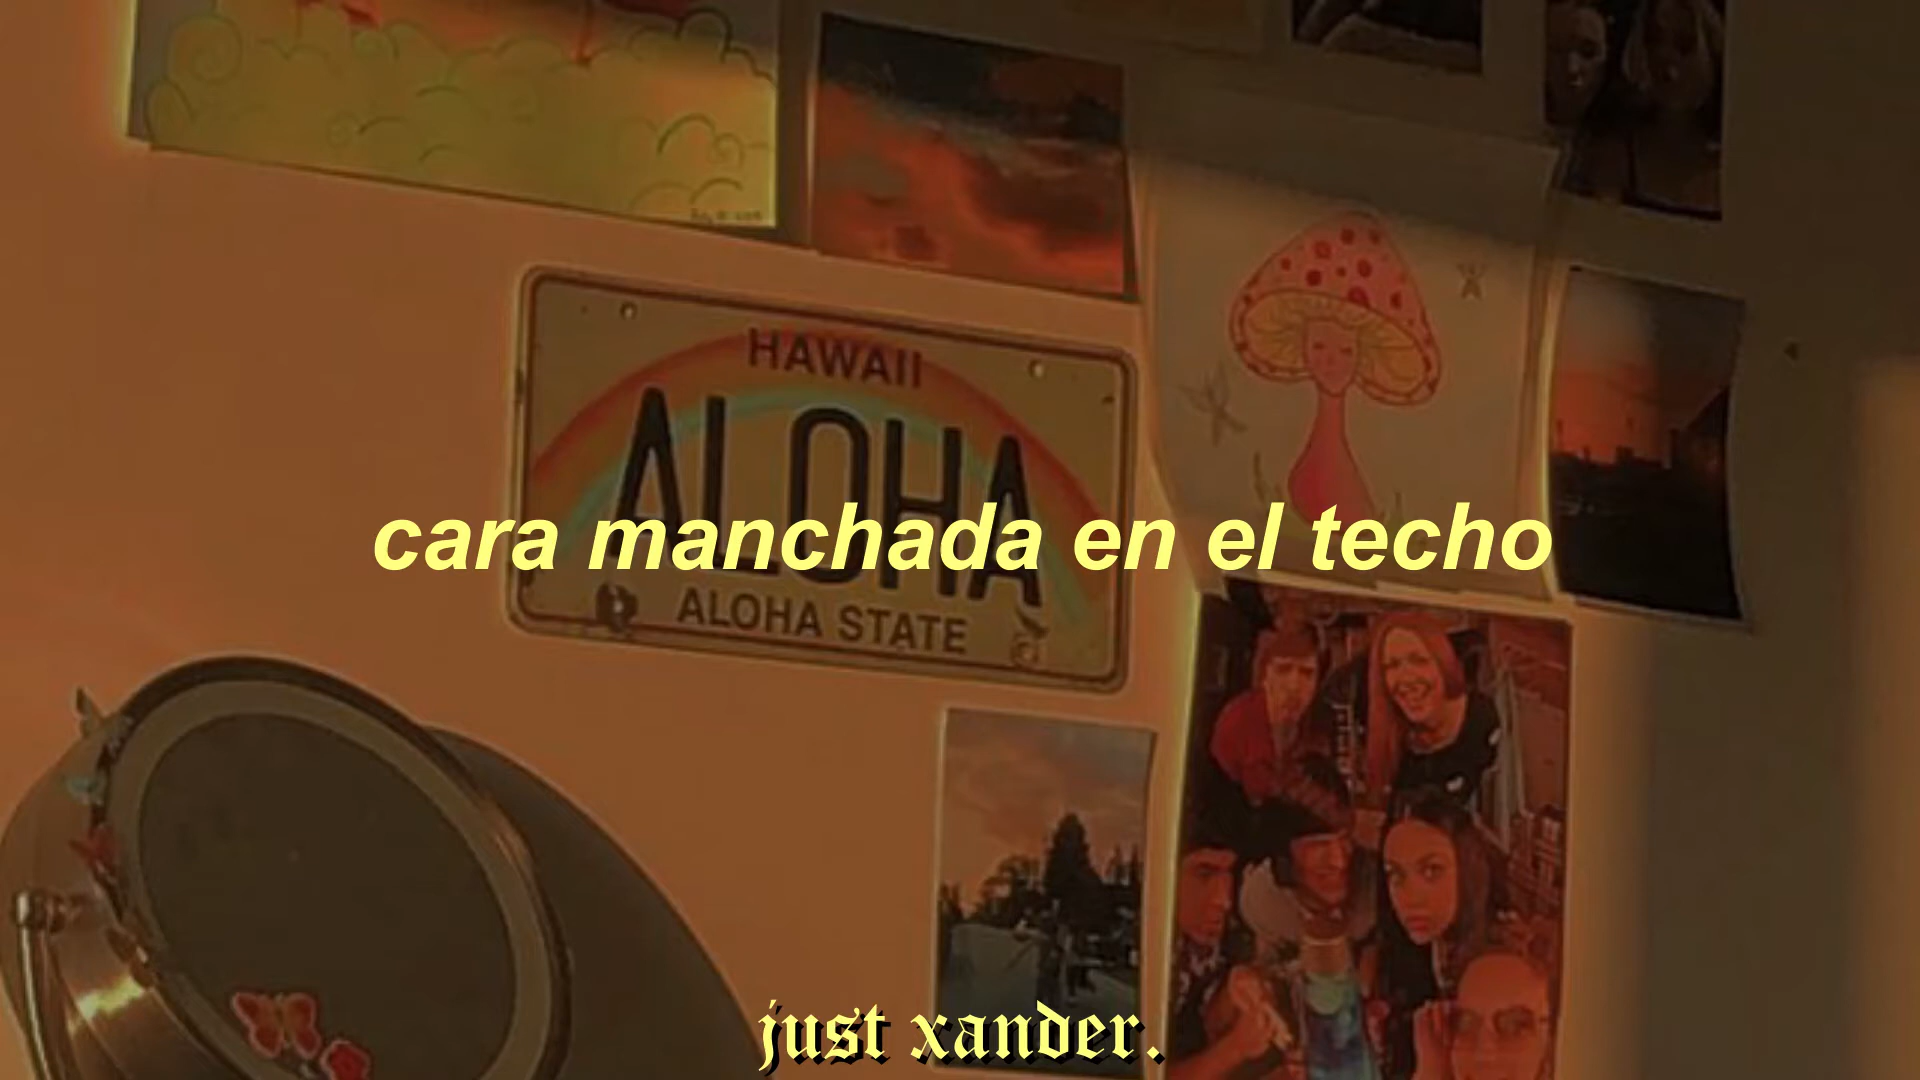 HAWAII
ALOHA
cara manchada en el techo
ALOHA STATE
just xander.